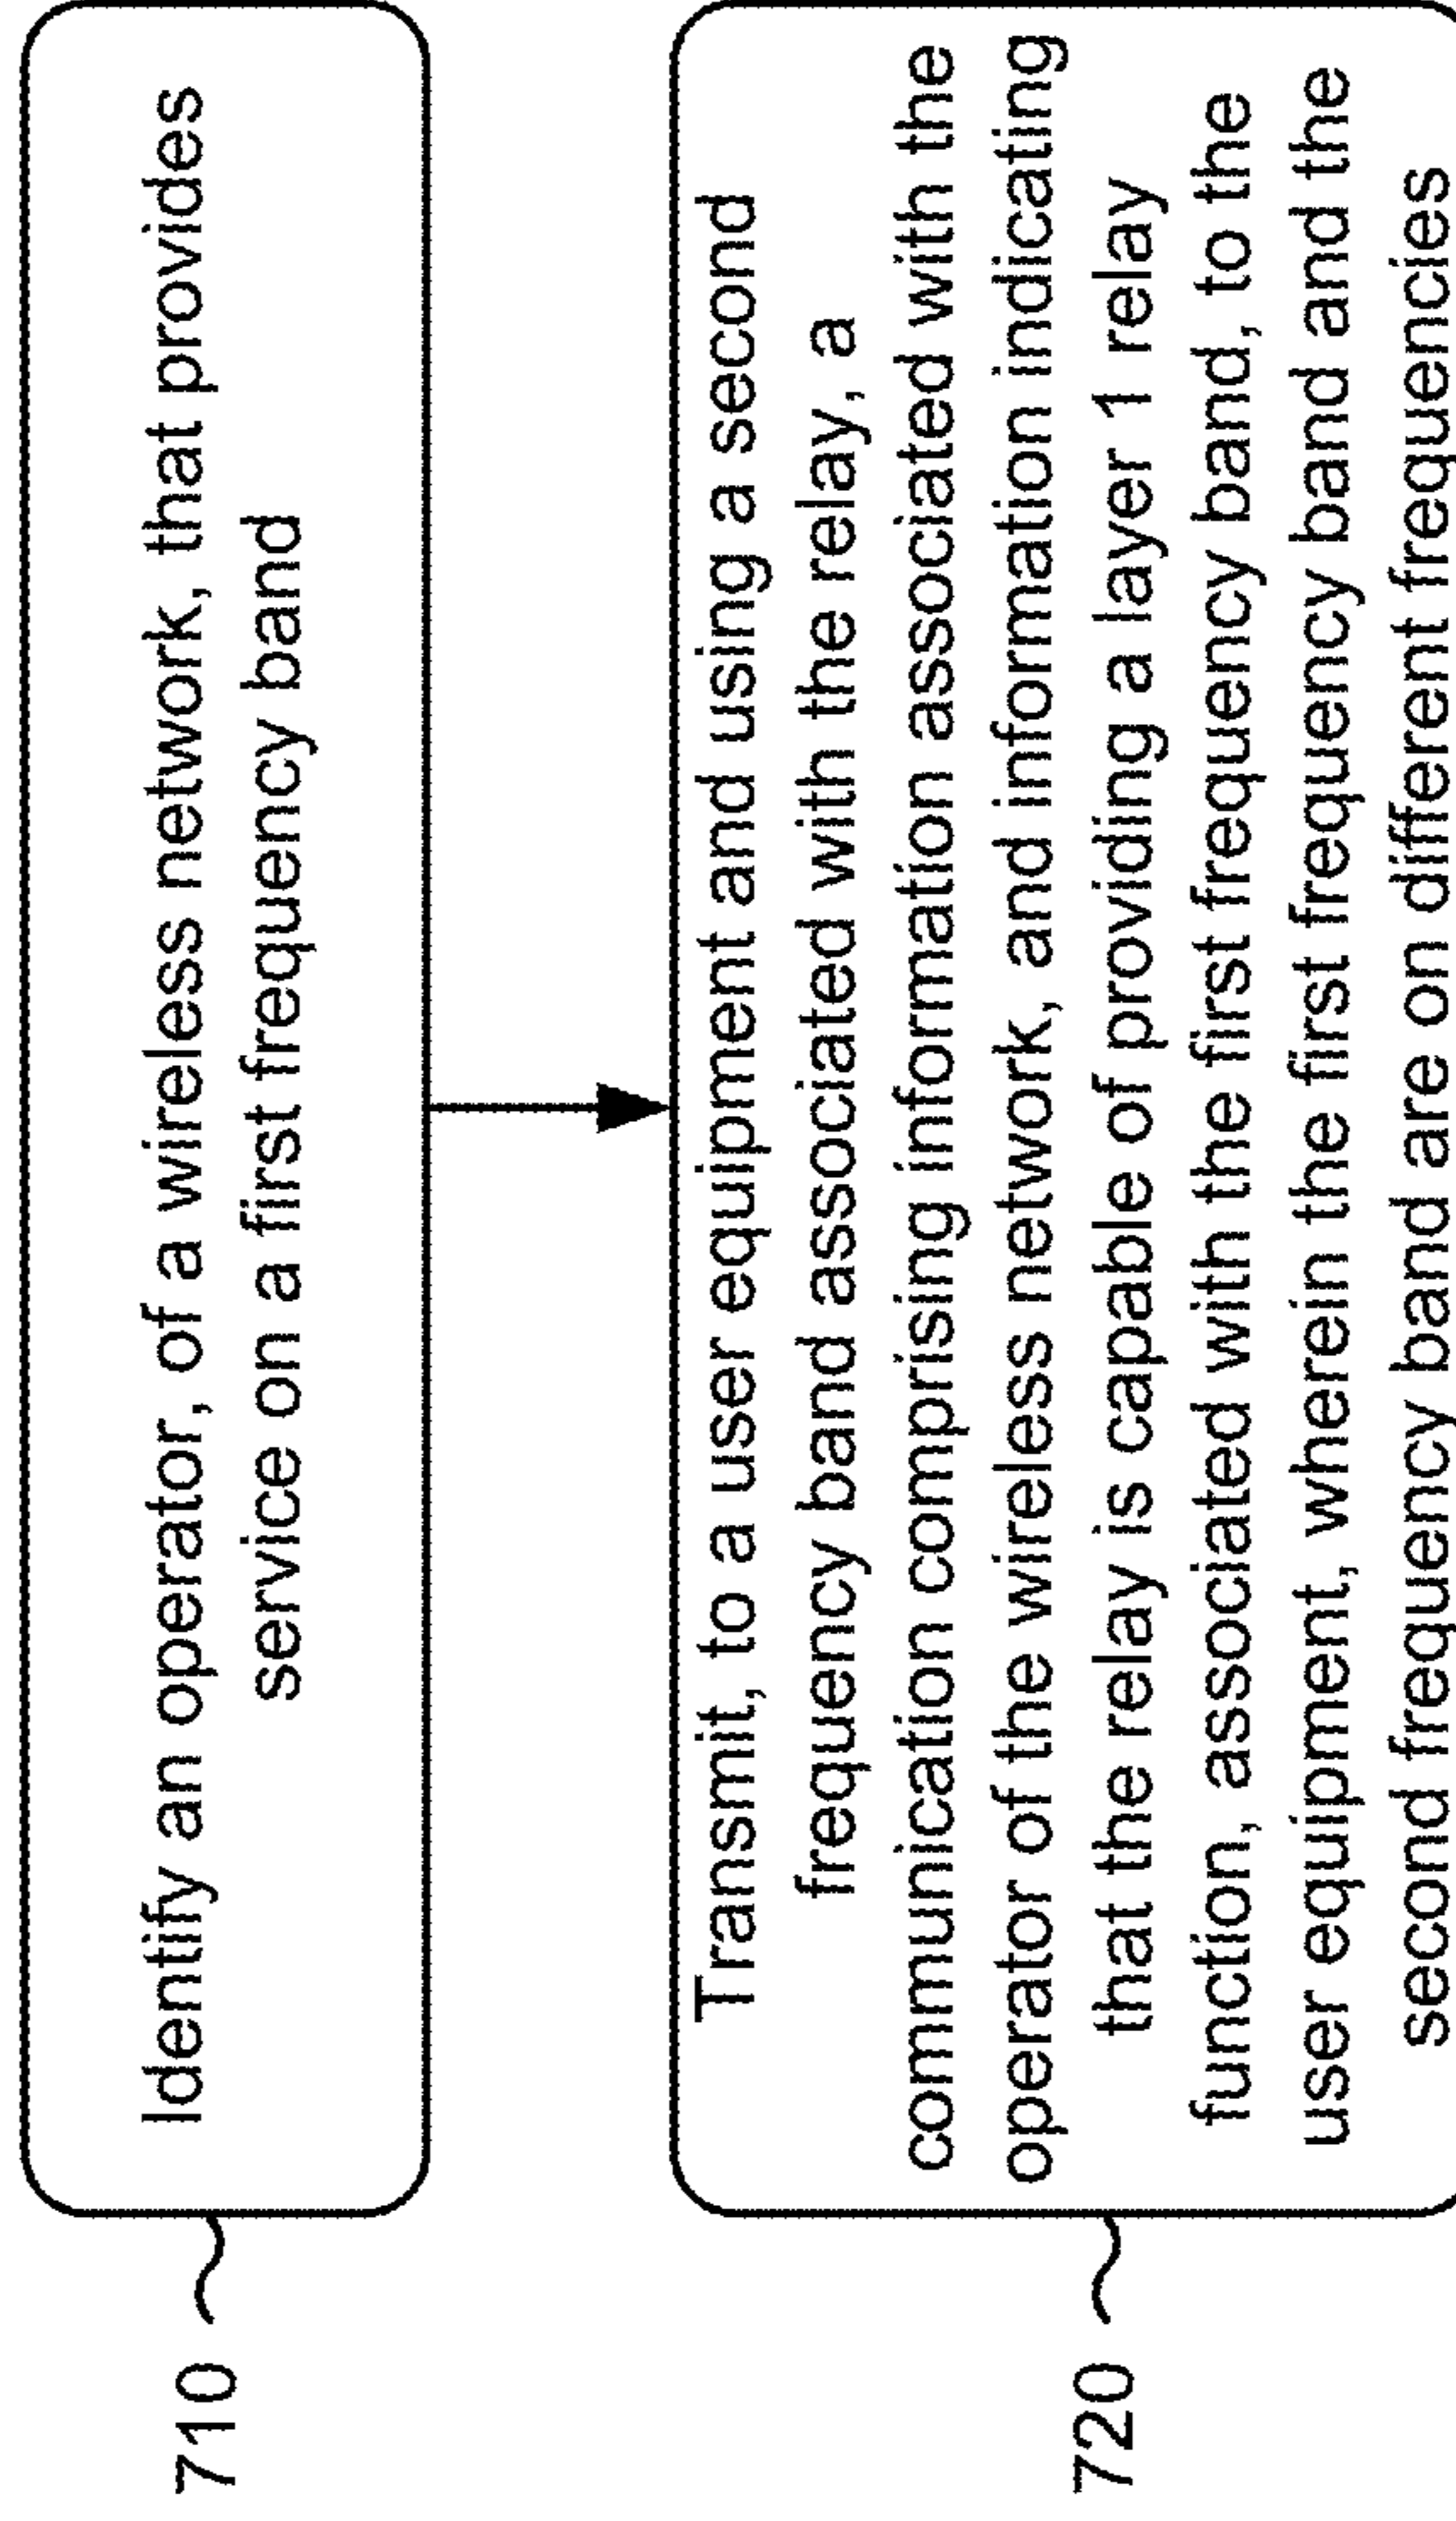 710
Identify an operator, of a wireless network, that provides
service on a first frequency band
720
Transmit, to a user equipment and using a second
frequency band associated with the relay, a
communication comprising information associated with the
operator of the wireless network, and information indicating
that the relay is capable of providing a layer 1 relay
function, associated with the first frequency band, to the
user equipment, wherein the first frequency band and the
second frequency band are on different frequencies